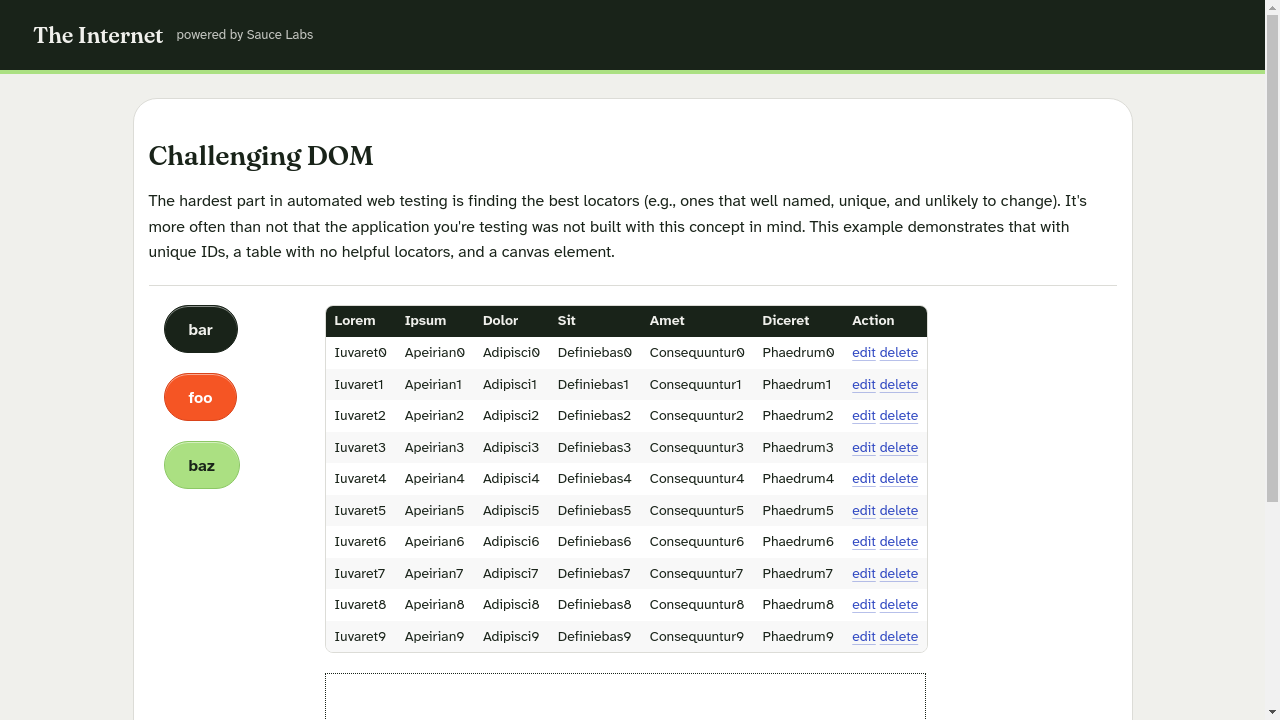 The Internet powered by Sauce Labs
Challenging DOM
The hardest part in automated web testing is finding the best locators (e.g., ones that well named, unique, and unlikely to change). It's
more often than not that the application you're testing was not built with this concept in mind. This example demonstrates that with
unique IDs, a table with no helpful locators, and a canvas element.
bar
foo
baz
Lorem Ipsum Dolor Sit Amet Diceret Action
Iuvaret0 Apeirian0 Adipisci0 Definiebas0 Consequuntur0 Phaedrum0 edit delete
Iuvaret1 Apeirian1 Adipisci1 Definiebas1 Consequuntur1 Phaedrum1 edit delete
Iuvaret2 Apeirian2 Adipisci2 Definiebas2 Consequuntur2 Phaedrum2 edit delete
Iuvaret3 Apeirian3 Adipisci3 Definiebas3 Consequuntur3 Phaedrum3 edit delete
Iuvaret4 Apeirian4 Adipisci4 Definiebas4 Consequuntur4 Phaedrum4 edit delete
Iuvaret5 Apeirian5 Adipisci5 Definiebas5 Consequuntur5 Phaedrum5 edit delete
Iuvaret6 Apeirian6 Adipisci6 Definiebas6 Consequuntur6 Phaedrum6 edit delete
Iuvaret7 Apeirian7 Adipisci7 Definiebas7 Consequuntur7 Phaedrum7 edit delete
Iuvaret8 Apeirian8 Adipisci8 Definiebas8 Consequuntur8 Phaedrum8 edit delete
Iuvaret9 Apeirian9 Adipisci9 Definiebas9 Consequuntur9 Phaedrum9 edit delete